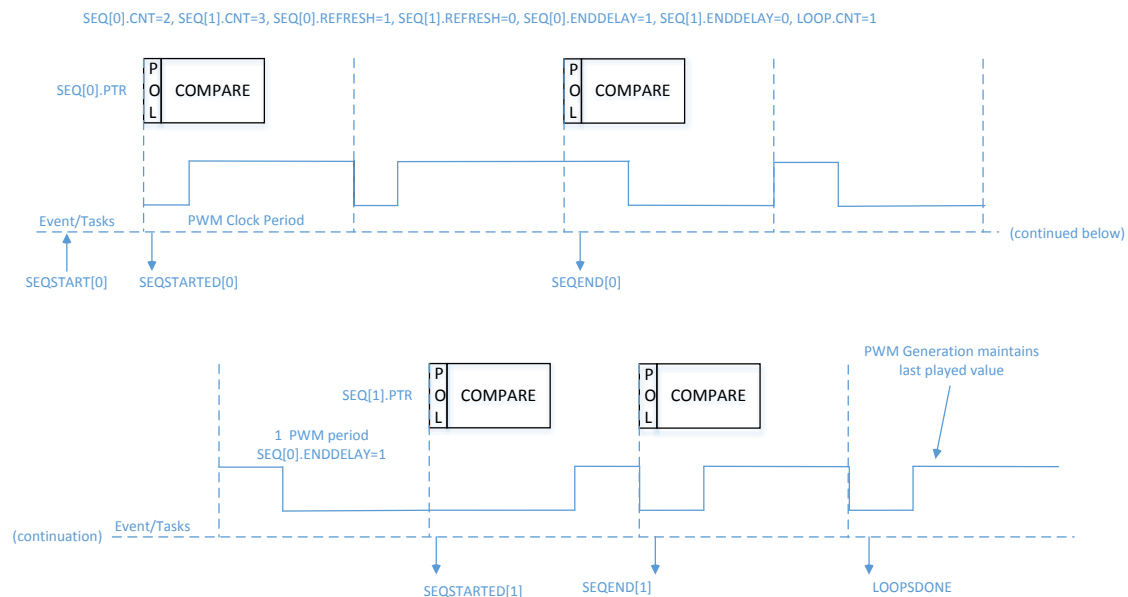 SEQ[0].CNT=2, SEQ[1].CNT=3, SEQ[0].REFRESH=1, SEQ[1].REFRESH=0, SEQ[0].ENDDELAY=1, SEQ[1].ENDDELAY=0, LOOP.CNT=1
SEQ[0].PTR
P
O
L
COMPARE
P
O
L
COMPARE
Event/Tasks
PWM Clock Period
(continued below)
SEQSTART[0]
SEQSTARTED[0]
SEQEND[0]
PWM Generation maintains
last played value
SEQ[1].PTR
P
O
L
COMPARE
P
O
L
COMPARE
1 PWM period
SEQ[0].ENDDELAY=1
(continuation)
Event/Tasks
SEQSTARTED[1]
SEQEND[1]
LOOPSDONE